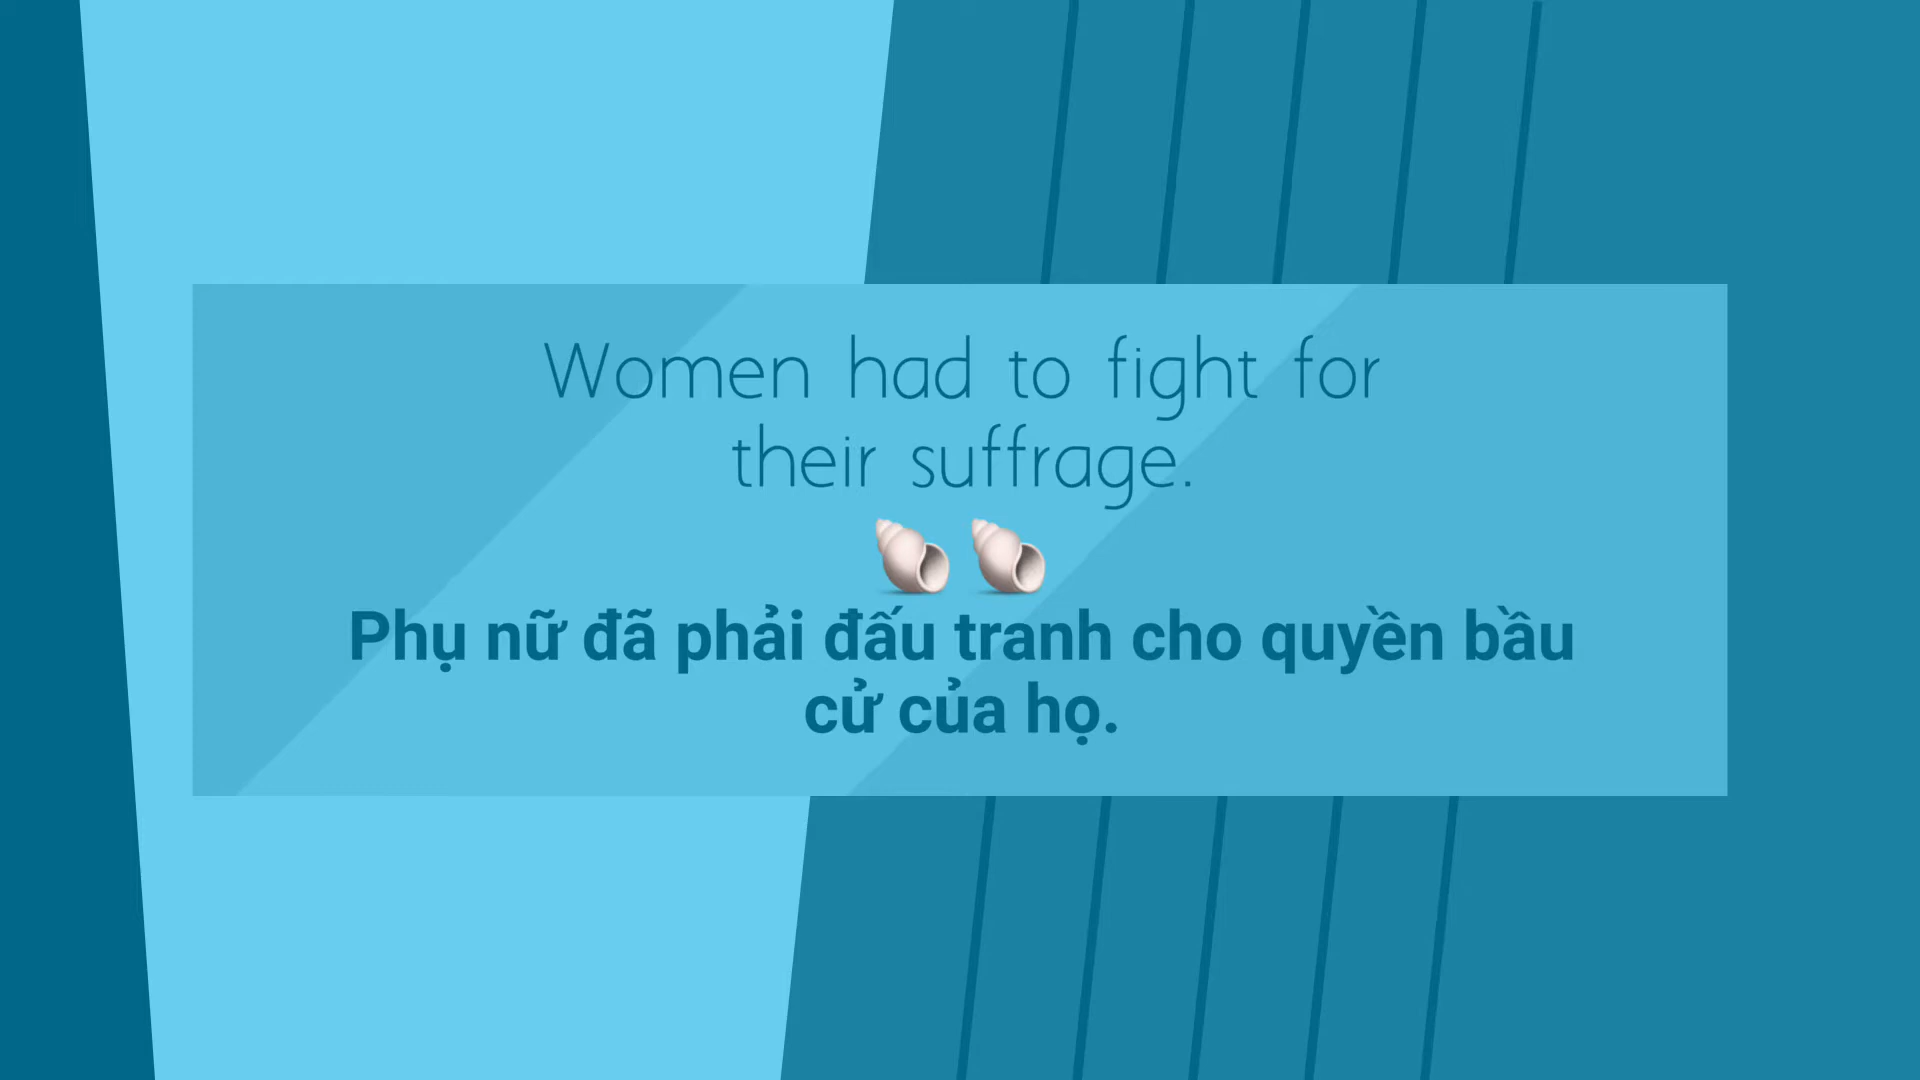 Women had to fight for
their suffrage.
Phụ nữ đã phải đấu tranh cho quyền bầu
cử của họ.